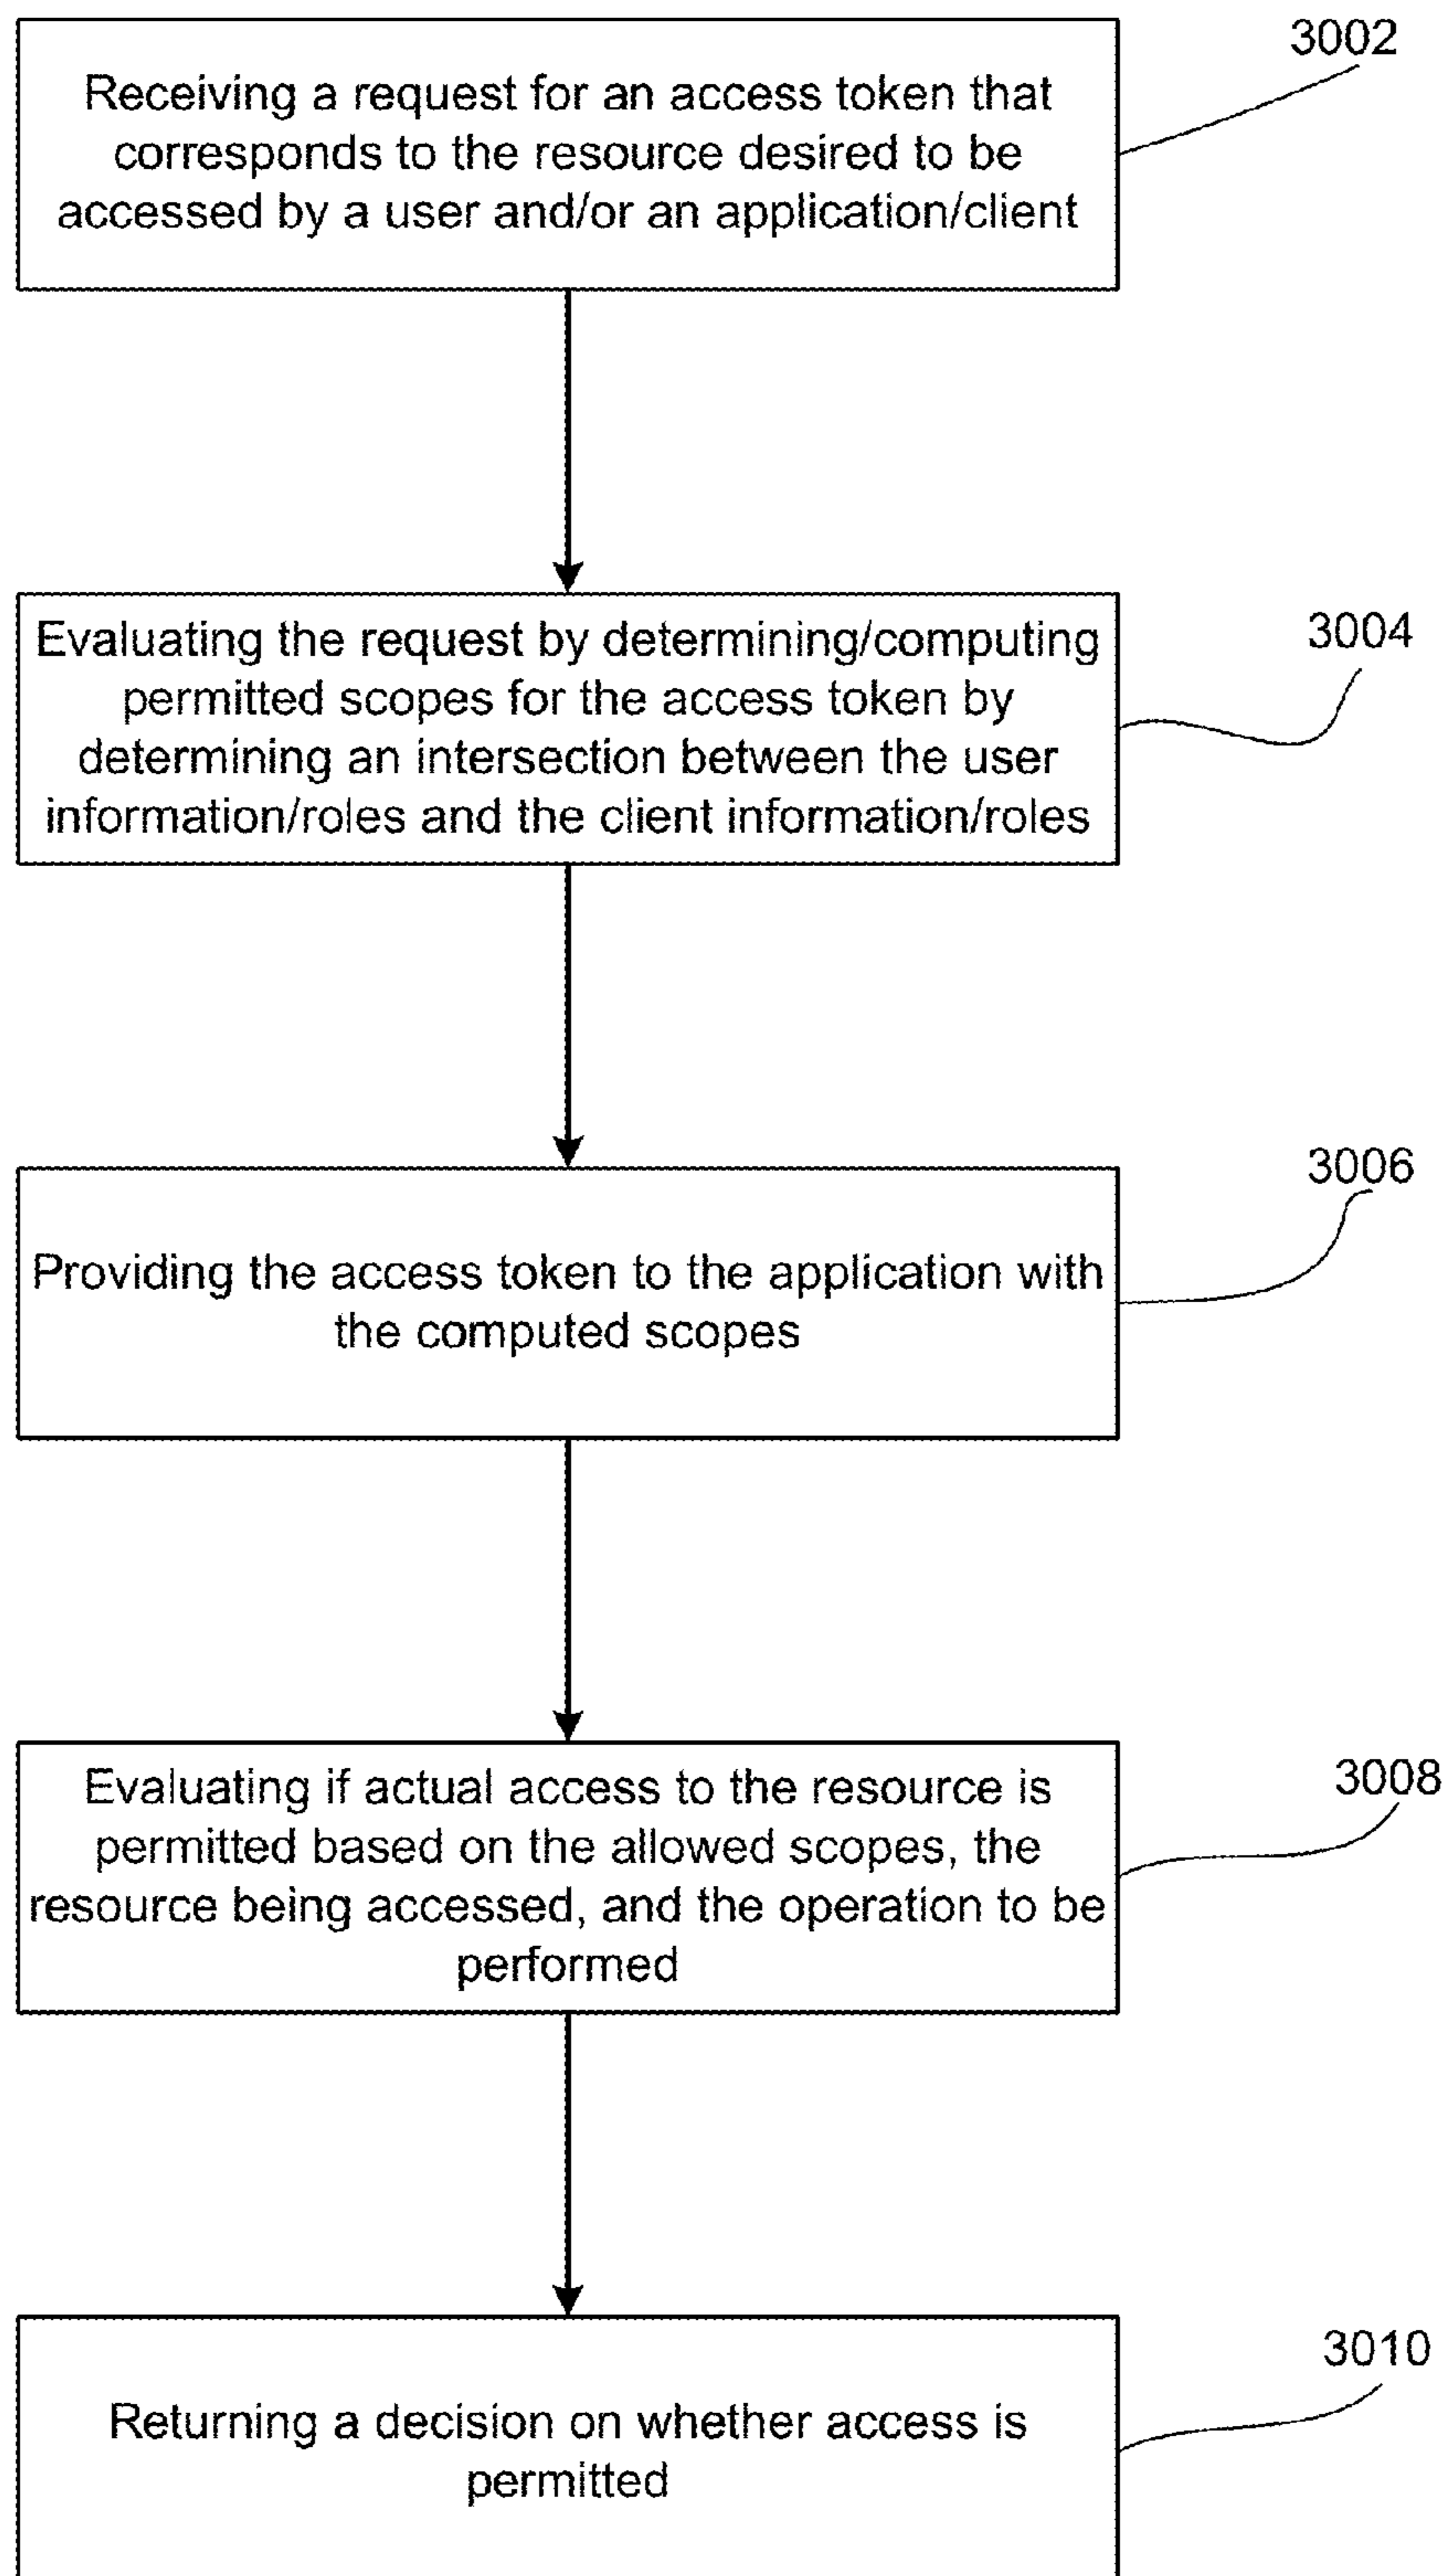 3002
Receiving a request for an access token that
corresponds to the resource desired to be
accessed by a user and/or an application/client
3004
Evaluating the request by determining/computing
permitted scopes for the access token by
determining an intersection between the user
information/roles and the client information/roles
3006
Providing the access token to the application with
the computed scopes
3008
Evaluating if actual access to the resource is
permitted based on the allowed scopes, the
resource being accessed, and the operation to be
performed
3010
Returning a decision on whether access is
permitted